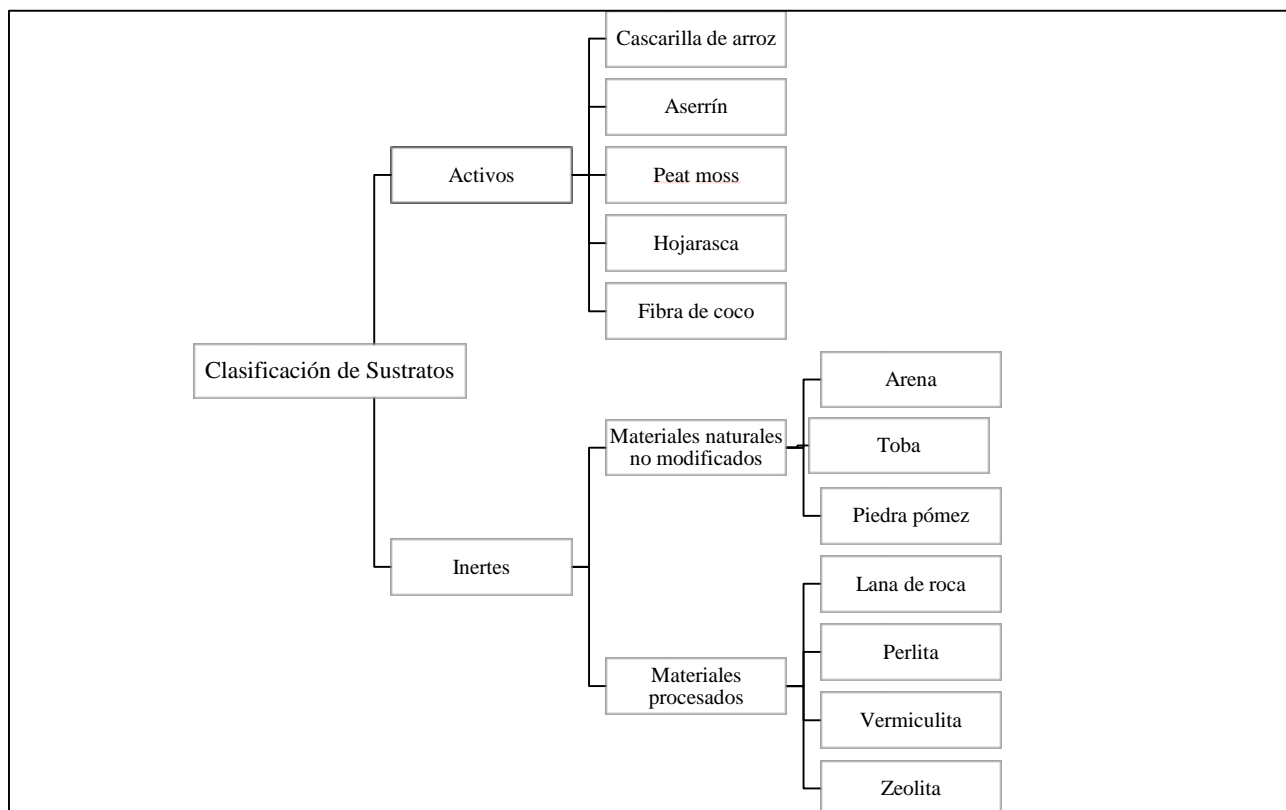 Cascarilla de arroz
Aserrín
Activos
Peat moss
Hojarasca
Fibra de coco
Clasificación de Sustratos
Arena
Materiales naturales
no modificados
Toba
Piedra pómez
Inertes
Lana de roca
Perlita
Materiales
procesados
Vermiculita
Zeolita